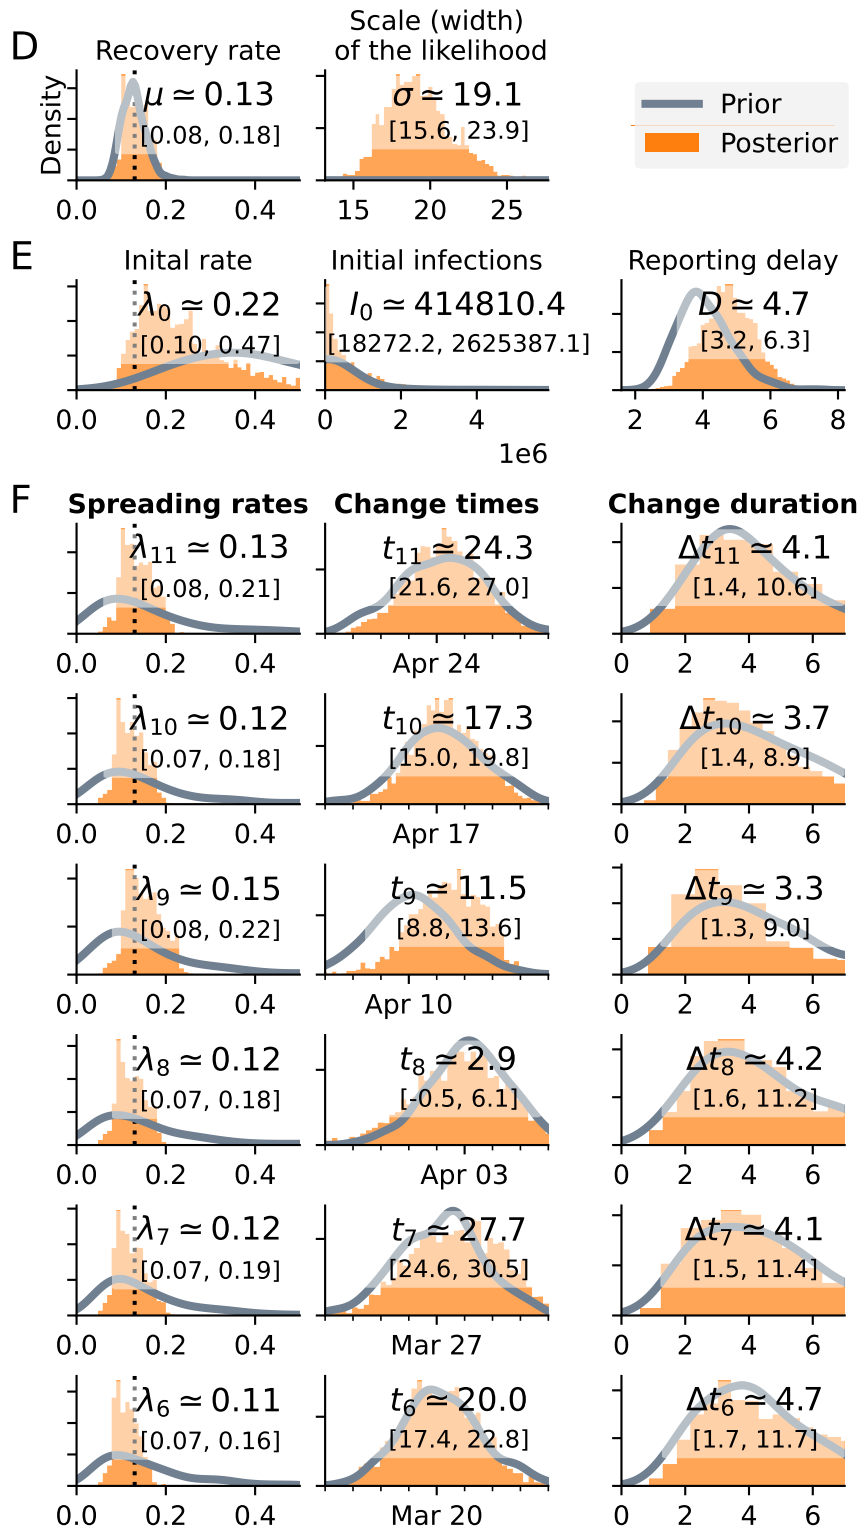 D
Recovery rate
Scale (width)
of the likelihood
Density
μ ≃ 0.13
[0.08, 0.18]
σ ≃ 19.1
[15.6, 23.9]
Prior
Posterior
0.0 0.2 0.4
15 20 25
E
Inital rate
Initial infections
Reporting delay
λ0 ≃ 0.22
[0.10, 0.47]
I0 ≃ 414810.4
[18272.2, 2625387.1]
D ≃ 4.7
[3.2, 6.3]
0.0 0.2 0.4
0 2 4
1e6
2 4 6 8
F
Spreading rates
Change times
Change duration
λ11 ≃ 0.13
[0.08, 0.21]
t11 ≃ 24.3
[21.6, 27.0]
Δt11 ≃ 4.1
[1.4, 10.6]
0.0 0.2 0.4
Apr 24
0 2 4 6
λ10 ≃ 0.12
[0.07, 0.18]
t10 ≃ 17.3
[15.0, 19.8]
Δt10 ≃ 3.7
[1.4, 8.9]
0.0 0.2 0.4
Apr 17
0 2 4 6
λ9 ≃ 0.15
[0.08, 0.22]
t9 ≃ 11.5
[8.8, 13.6]
Δt9 ≃ 3.3
[1.3, 9.0]
0.0 0.2 0.4
Apr 10
0 2 4 6
λ8 ≃ 0.12
[0.07, 0.18]
t8 ≃ 2.9
[-0.5, 6.1]
Δt8 ≃ 4.2
[1.6, 11.2]
0.0 0.2 0.4
Apr 03
0 2 4 6
λ7 ≃ 0.12
[0.07, 0.19]
t7 ≃ 27.7
[24.6, 30.5]
Δt7 ≃ 4.1
[1.5, 11.4]
0.0 0.2 0.4
Mar 27
0 2 4 6
λ6 ≃ 0.11
[0.07, 0.16]
t6 ≃ 20.0
[17.4, 22.8]
Δt6 ≃ 4.7
[1.7, 11.7]
0.0 0.2 0.4
Mar 20
0 2 4 6